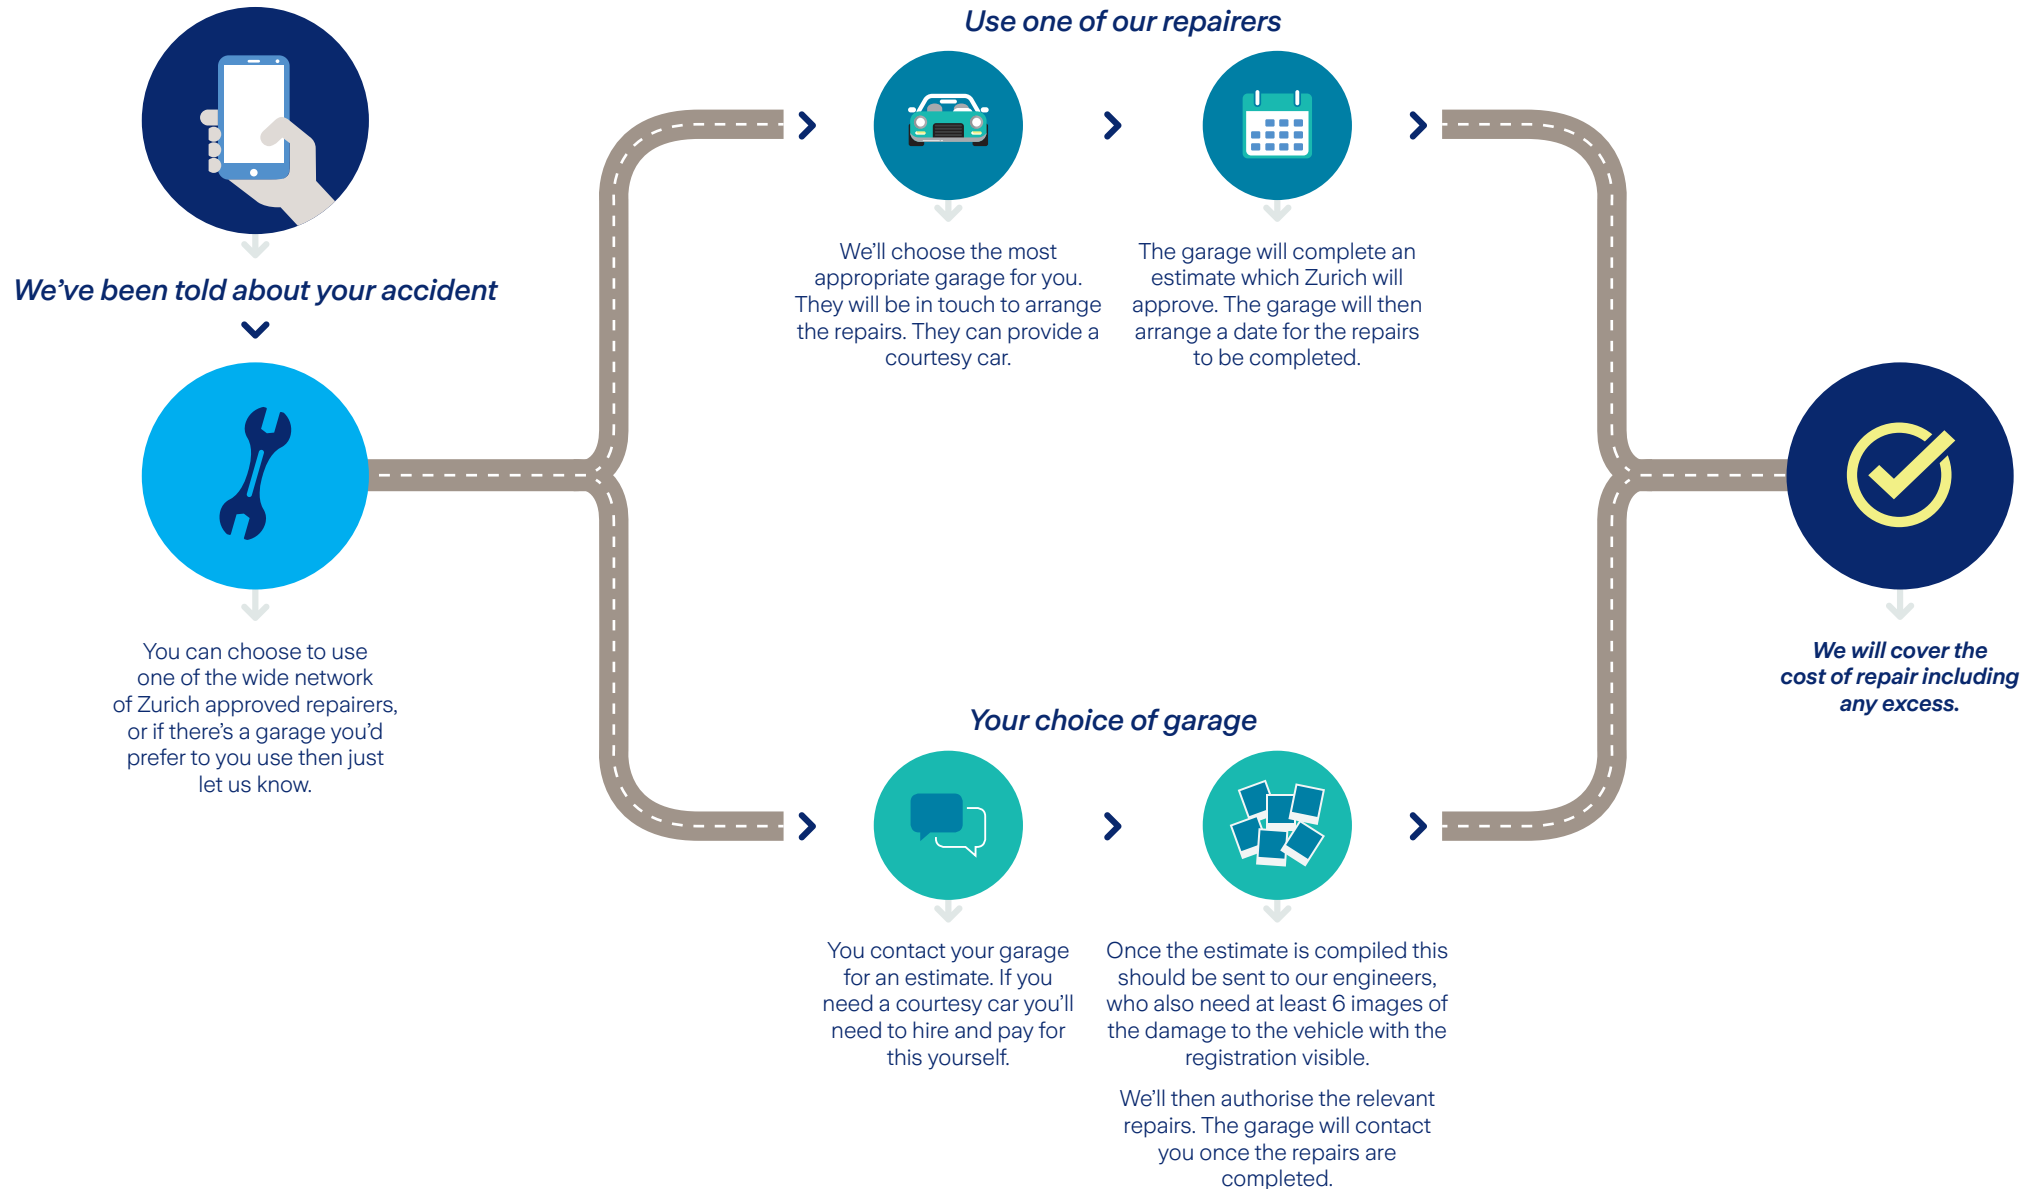 We've been told about your accident
You can choose to use
one of the wide network
of Zurich approved repairers,
or if there's a garage you'd
prefer to you use then just
let us know.
Use one of our repairers
We'll choose the most
appropriate garage for you.
They will be in touch to arrange
the repairs. They can provide a
courtesy car.
The garage will complete an
estimate which Zurich will
approve. The garage will then
arrange a date for the repairs
to be completed.
Your choice of garage
You contact your garage
for an estimate. If you
need a courtesy car you'll
need to hire and pay for
this yourself.
Once the estimate is compiled this
should be sent to our engineers,
who also need at least 6 images of
the damage to the vehicle with the
registration visible.
We'll then authorise the relevant
repairs. The garage will contact
you once the repairs are
completed.
We will cover the
cost of repair including
any excess.